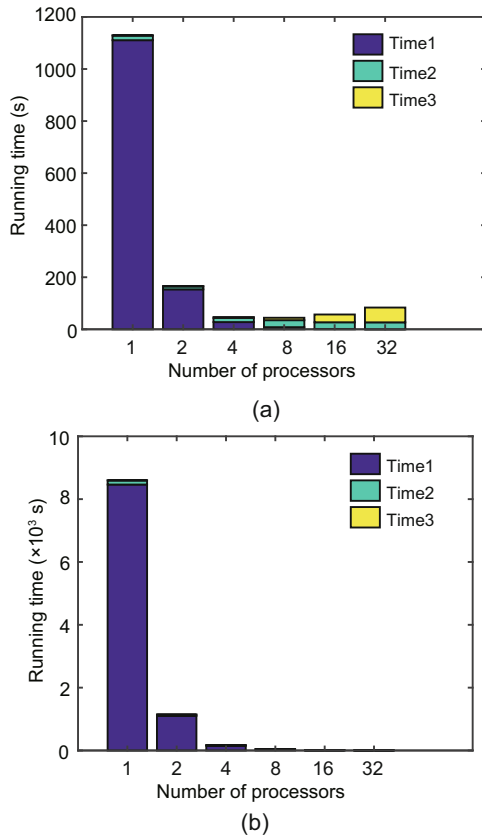 1200
1000
800
600
400
200
0
Running time (s)
Time1
Time2
Time3
1 2 4 8 16 32
Number of processors
(a)
10
8
6
4
2
0
Running time (×10³ s)
Time1
Time2
Time3
1 2 4 8 16 32
Number of processors
(b)